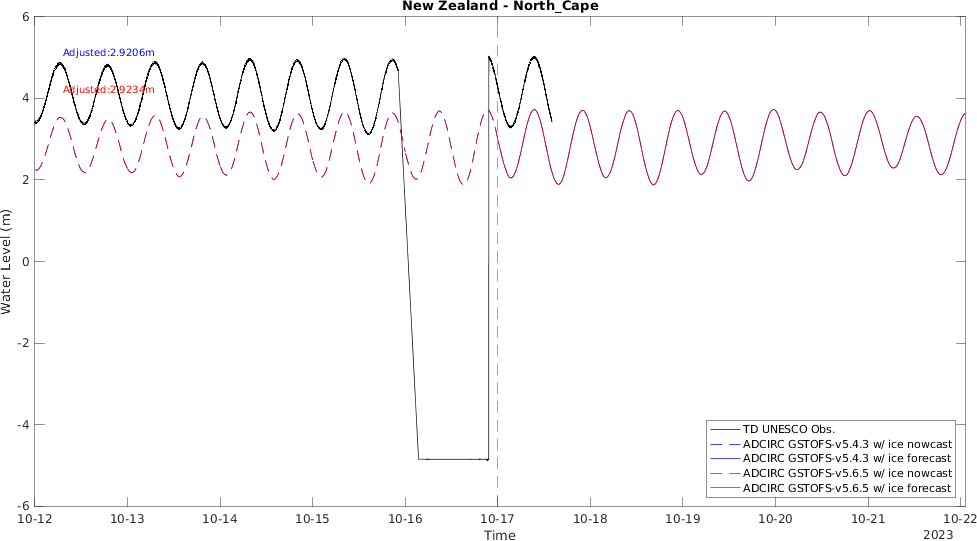 New Zealand - North_Cape
6
Adjusted:2.9206m
4
Adjusted:2.9234m
2
0
-2
-4
-6
Water Level (m)
TD UNESCO Obs.
ADCIRC GSTOFS-v5.4.3 w/ ice nowcast
ADCIRC GSTOFS-v5.4.3 w/ ice forecast
ADCIRC GSTOFS-v5.6.5 w/ ice nowcast
ADCIRC GSTOFS-v5.6.5 w/ ice forecast
10-12 10-13 10-14 10-15 10-16 10-17 10-18 10-19 10-20 10-21 10-22
Time
2023